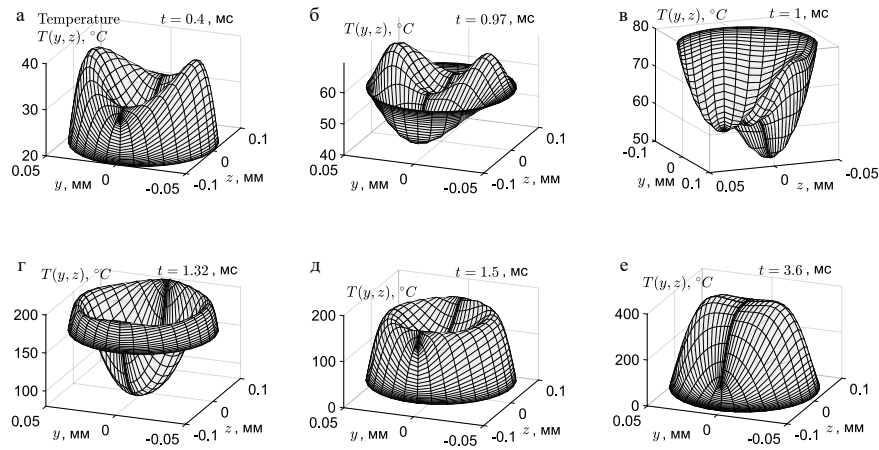 а Temperature t = 0.4 , мс
T(y, z), °C
40
30
20
0.05
y, мм 0
-0.05 -0.1
0
0.1
z, мм
б t = 0.97, мс
T(y, z), °C
60
50
40
0.05
y, мм 0
-0.05 -0.1
0
0.1
z, мм
в T(y, z), °C t = 1 , мс
80
70
60
50
-0.1
0
0.1
y, мм
0.05
0
-0.05
z, мм
г T(y, z), °C t = 1.32 , мс
200
150
100
0.05
y, мм 0
-0.05 -0.1
0
0.1
z, мм
д t = 1.5 , мс
T(y, z), °C
200
100
0
0.05
y, мм 0
-0.05 -0.1
0
0.1
z, мм
е t = 3.6 , мс
T(y, z), °C
400
200
0
0.05
y, мм 0
-0.05 -0.1
0
0.1
z, мм